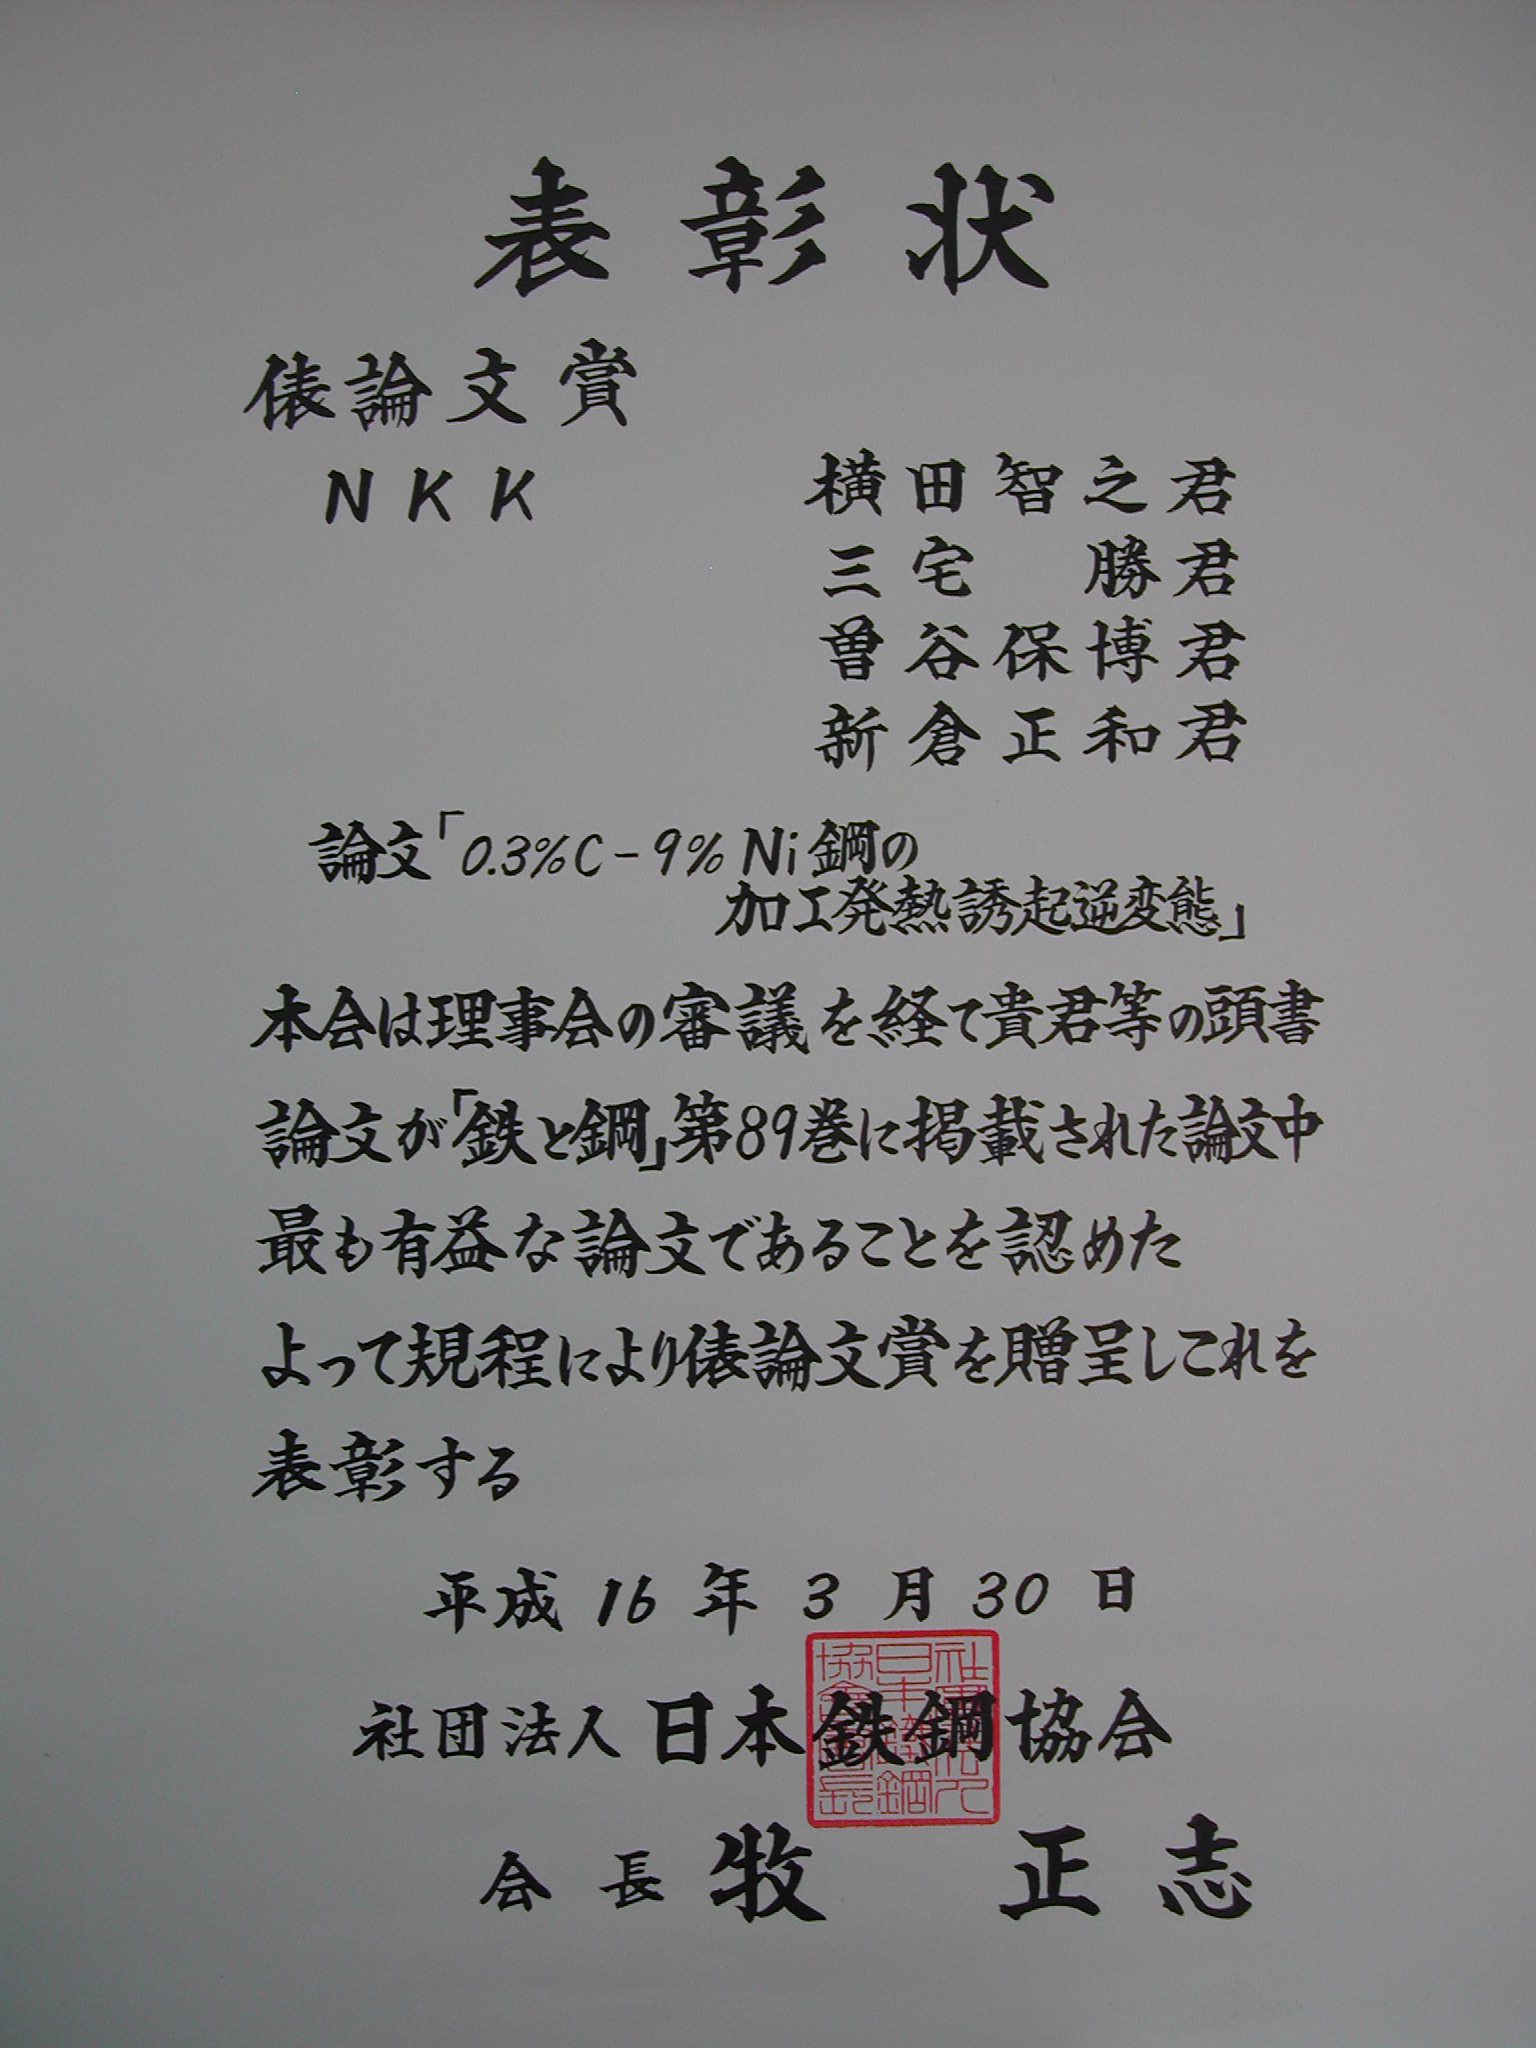 表彰状
俵論文賞
NKK 横田智之君
三宅 勝君
曽谷保博君
新倉正和君
論文「0.3%C-9%Ni鋼の
加工発熱誘起逆変態」
本会は理事会の審議を経て貴君等の頭書
論文が「鉄と鋼」第89巻に掲載された論文中
最も有益な論文であることを認めた
よって規程により俵論文賞を贈呈しこれを
表彰する
平成16年3月30日
社団法人日本鉄鋼協会
会長 牧 正志